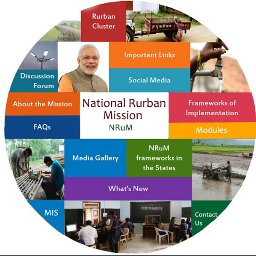 Rurban
Cluster
Important Links
Discussion
Forum
Social Media
About the Mission
National Rurban
Mission
NRuM
Frameworks of
Implementation
FAQs
Modules
Media Gallery
NRuM
frameworks in
the States
What's New
MIS
Contact
Us